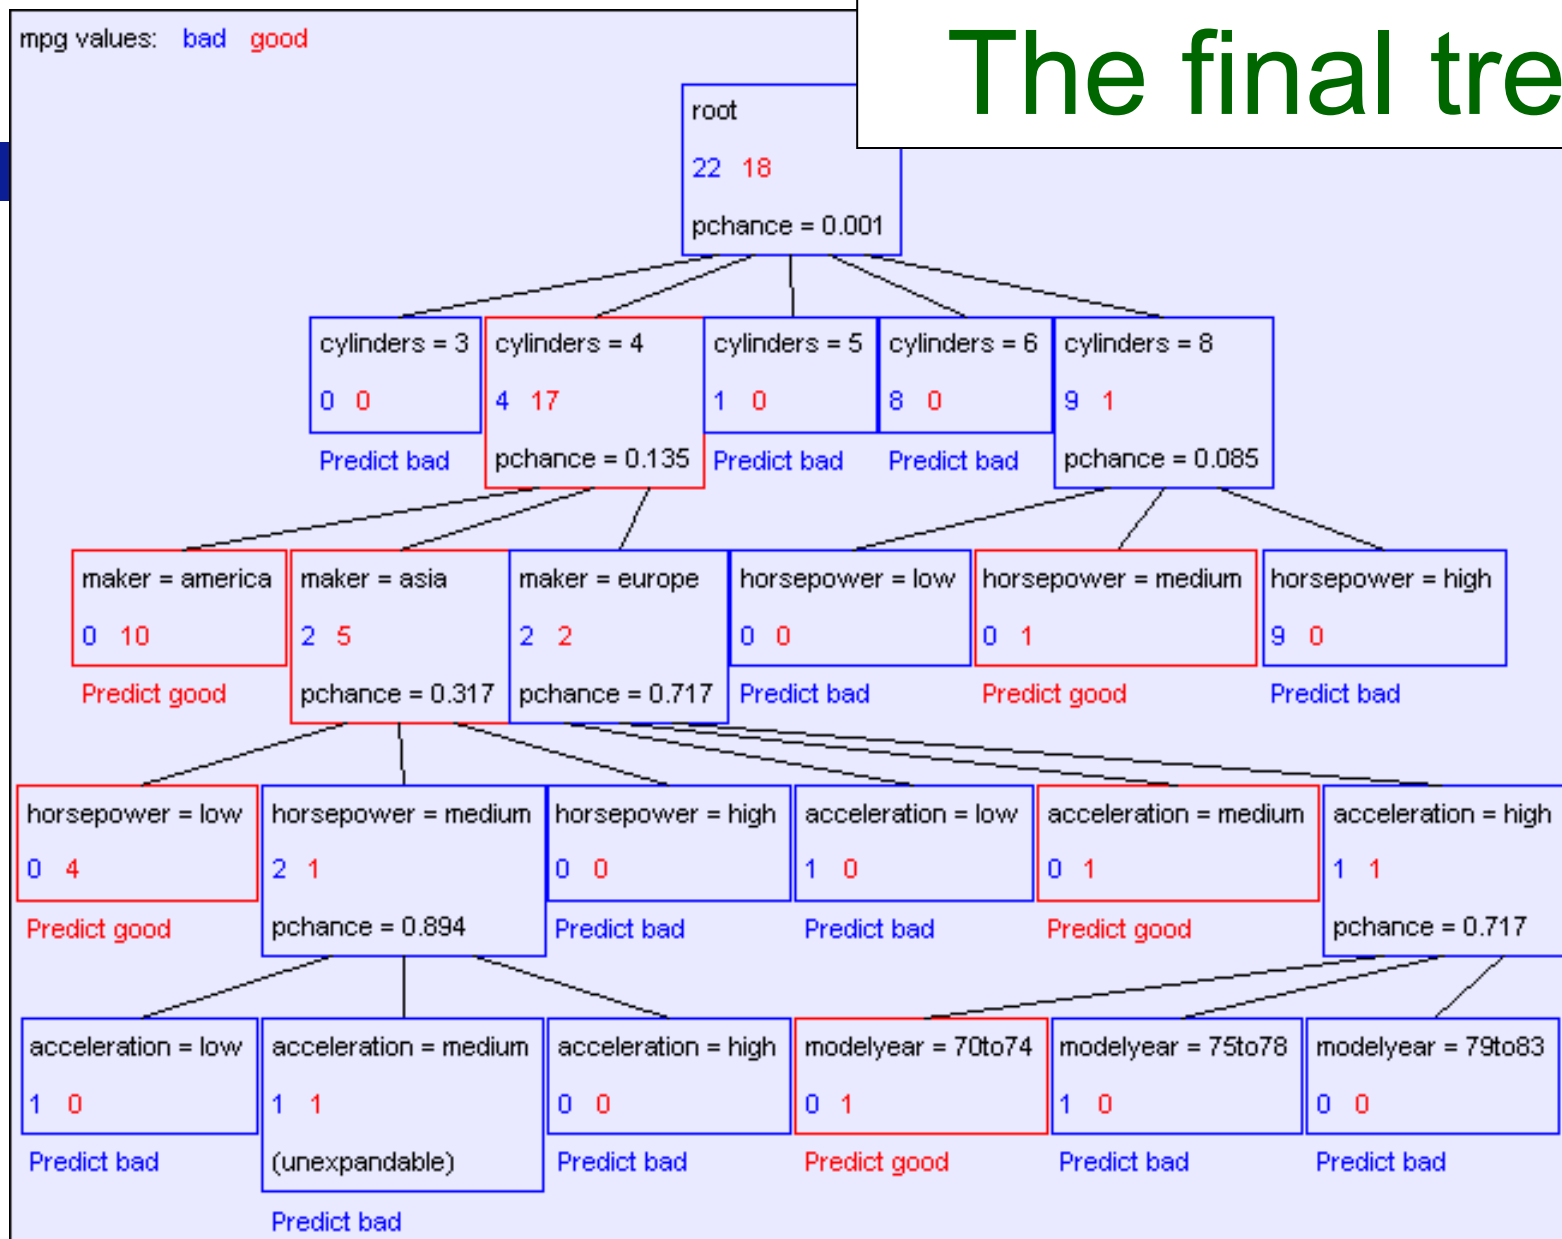 The final tre
mpg values: bad good
root
22 18
pchance = 0.001
cylinders = 3
0 0
Predict bad
cylinders = 4
4 17
pchance = 0.135
cylinders = 5
1 0
Predict bad
cylinders = 6
8 0
Predict bad
cylinders = 8
9 1
pchance = 0.085
maker = america
0 10
Predict good
maker = asia
2 5
pchance = 0.317
maker = europe
2 2
pchance = 0.717
horsepower = low
0 0
Predict bad
horsepower = medium
0 1
Predict good
horsepower = high
9 0
Predict bad
horsepower = low
0 4
Predict good
horsepower = medium
2 1
pchance = 0.894
horsepower = high
0 0
Predict bad
acceleration = low
1 0
Predict bad
acceleration = medium
0 1
Predict good
acceleration = high
1 1
pchance = 0.717
acceleration = low
1 0
Predict bad
acceleration = medium
1 1
(unexpandable)
Predict bad
acceleration = high
0 0
Predict bad
modelyear = 70to74
0 1
Predict good
modelyear = 75to78
1 0
Predict bad
modelyear = 79to83
0 0
Predict bad